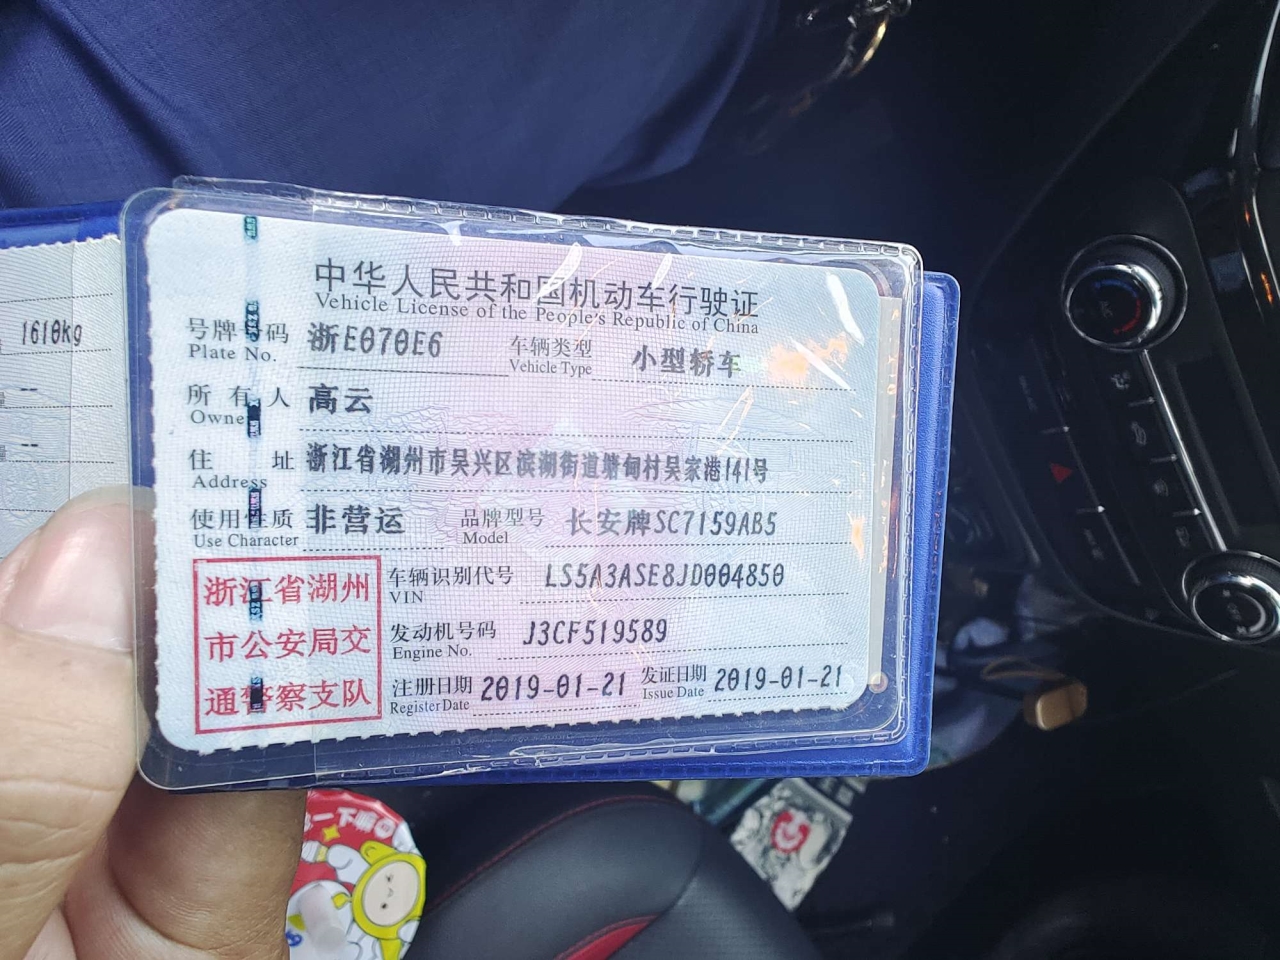 中华人民共和国机动车行驶证
Vehicle License of the People's Republic of China
号牌号码 浙E070E6 车辆类型 小型轿车
Plate No. Vehicle Type
所有人 高云
Owner
住址 浙江省湖州市吴兴区滨湖街道塘甸村吴家港141号
Address
使用性质 非营运 品牌型号 长安牌SC7159AB5
Use Character Model
车辆识别代号 LS5A3ASE8JD004850
VIN
发动机号码 J3CF519589
Engine No.
注册日期 2019-01-21 发证日期 2019-01-21
Register Date Issue Date
浙江省湖州
市公安局交
通警察支队
1610kg
--
--
一下嘛